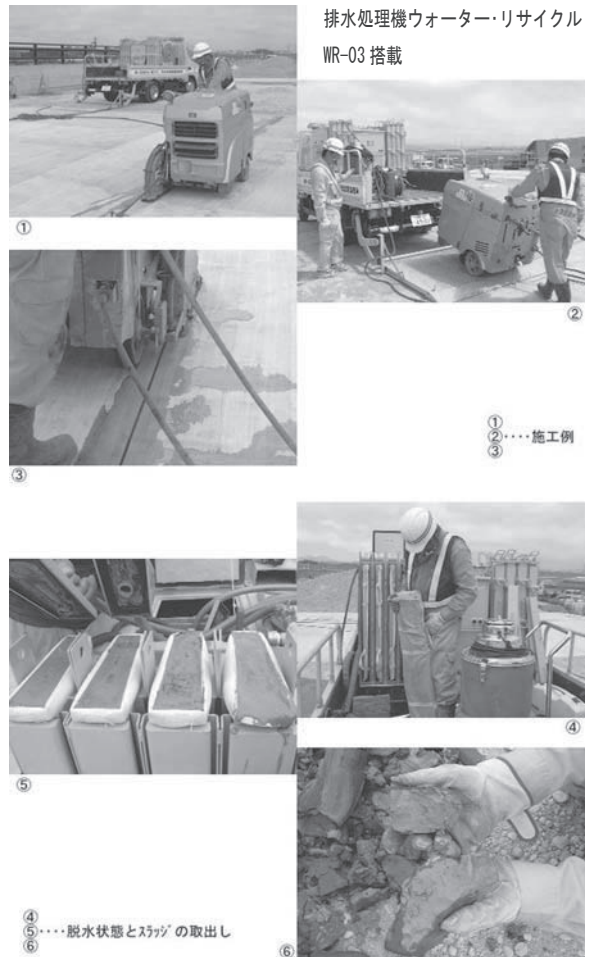 排水処理機ウォーター・リサイクル
WR-03 搭載
①
②
③
①
②‥‥施工例
③
④
⑤
④
⑤‥‥脱水状態とスラッジの取出し
⑥
⑥